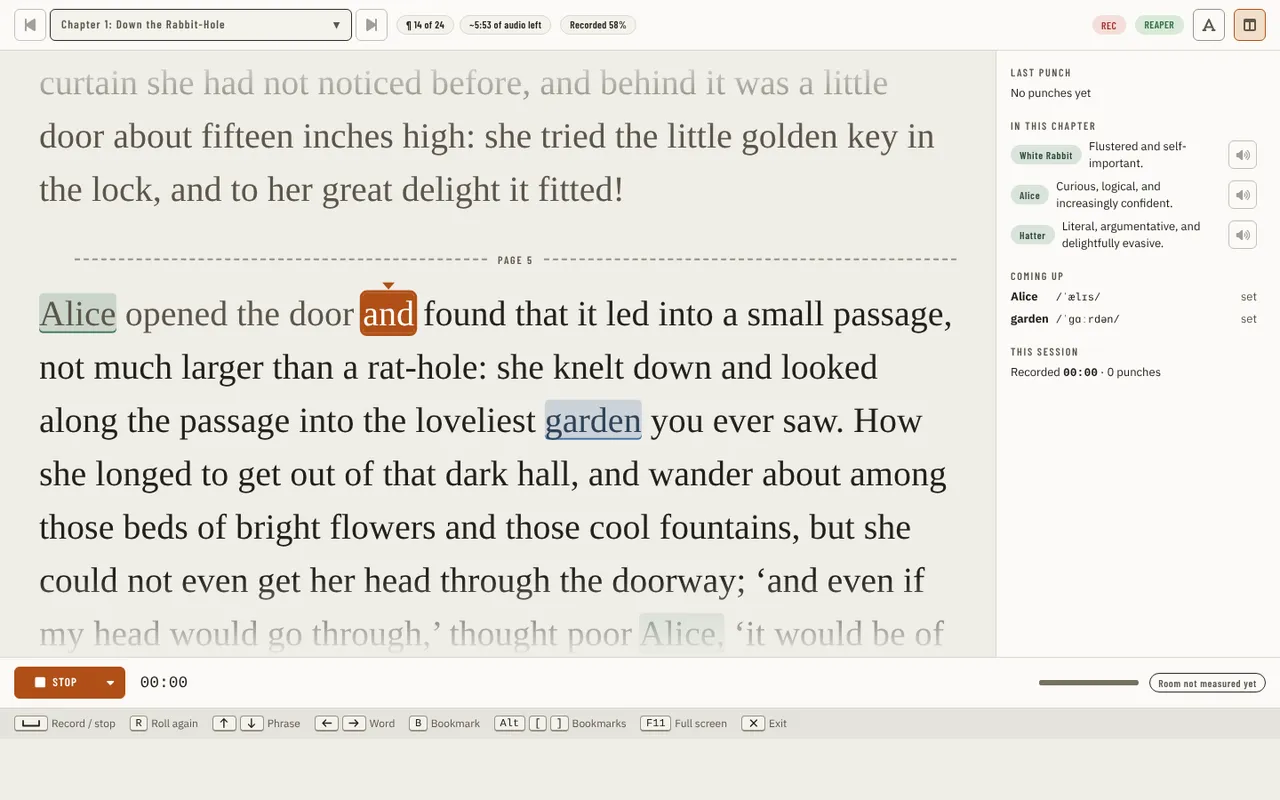 Chapter 1: Down the Rabbit-Hole
¶ 14 of 24
~5:53 of audio left
Recorded 58%
REC
REAPER
A
curtain she had not noticed before, and behind it was a little
door about fifteen inches high: she tried the little golden key in
the lock, and to her great delight it fitted!
PAGE 5
Alice opened the door and found that it led into a small passage,
not much larger than a rat-hole: she knelt down and looked
along the passage into the loveliest garden you ever saw. How
she longed to get out of that dark hall, and wander about among
those beds of bright flowers and those cool fountains, but she
could not even get her head through the doorway; ‘and even if
my head would go through,’ thought poor Alice, ‘it would be of
LAST PUNCH
No punches yet
IN THIS CHAPTER
White Rabbit
Flustered and self-
important.
Alice
Curious, logical, and
increasingly confident.
Hatter
Literal, argumentative, and
delightfully evasive.
COMING UP
Alice /ˈælɪs/ set
garden /ˈɡɑːrdən/ set
THIS SESSION
Recorded 00:00 · 0 punches
STOP
00:00
Room not measured yet
Record / stop
R Roll again
↑ ↓ Phrase
← → Word
B Bookmark
Alt [ ] Bookmarks
F11 Full screen
✕ Exit